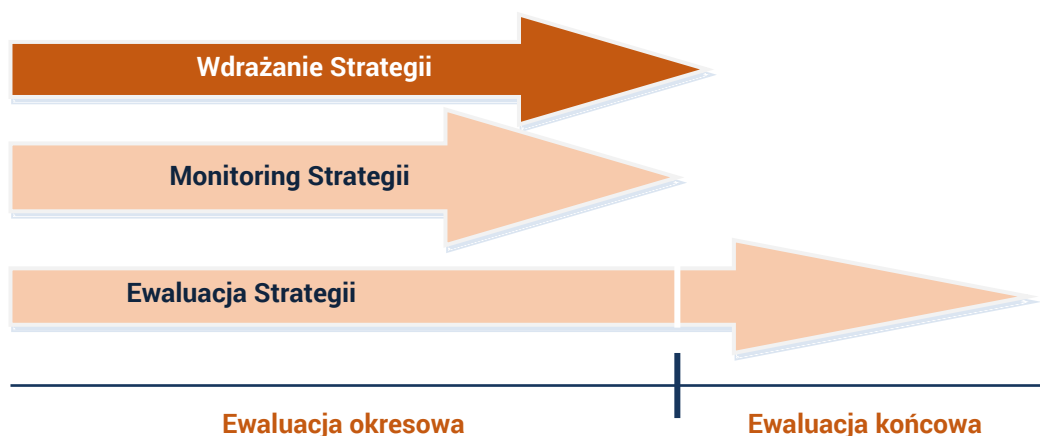 Wdrażanie Strategii
Monitoring Strategii
Ewaluacja Strategii
Ewaluacja okresowa
Ewaluacja końcowa